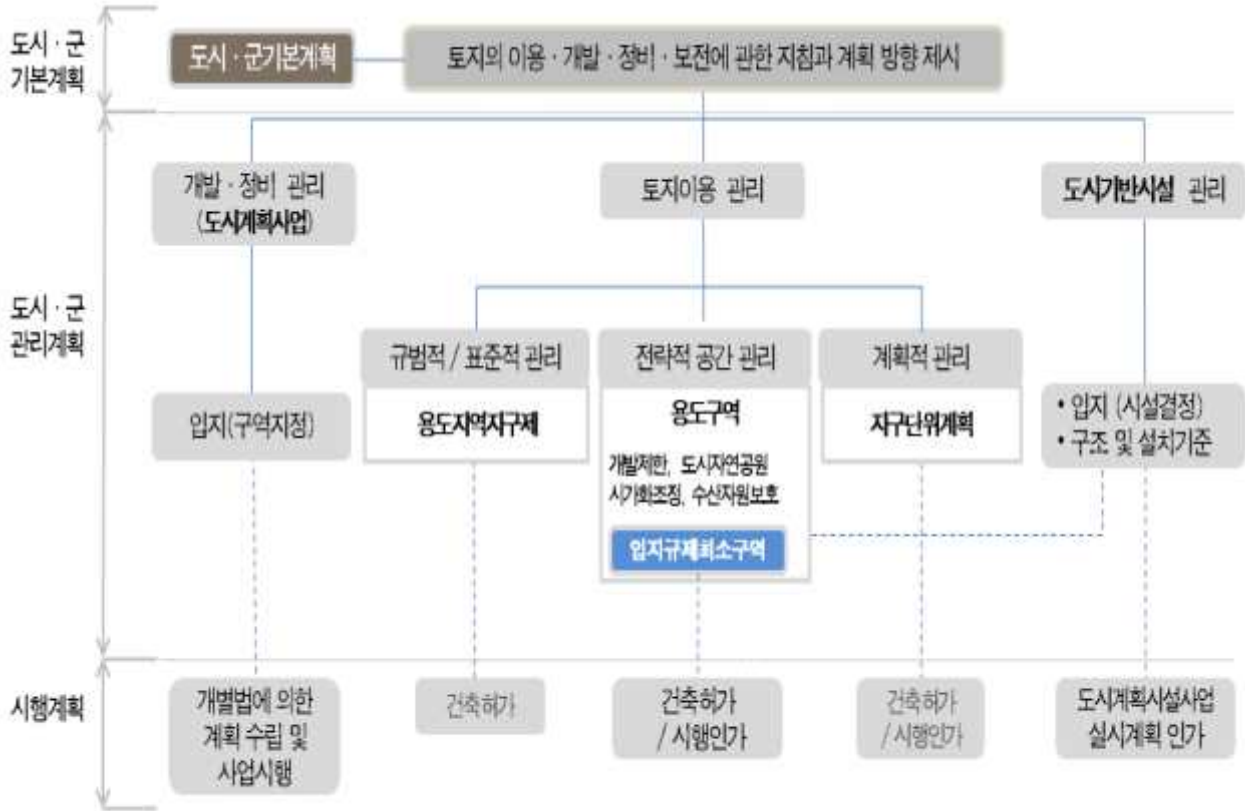 도시 · 군
기본계획
도시 · 군기본계획
토지의 이용 · 개발 · 정비 · 보전에 관한 지침과 계획 방향 제시
도시 · 군
관리계획
개발 · 정비 관리
(도시계획사업)
토지이용 관리
도시기반시설 관리
규범적 / 표준적 관리
용도지역지구제
전략적 공간 관리
용도구역
개발제한, 도시자연공원
시가화조정, 수산자원보호
입지규제최소구역
계획적 관리
지구단위계획
입지(구역지정)
• 입지 (시설결정)
• 구조 및 설치기준
시행계획
개별법에 의한
계획 수립 및
사업시행
건축허가
건축허가
/ 시행인가
건축허가
/ 시행인가
도시계획시설사업
실시계획 인가